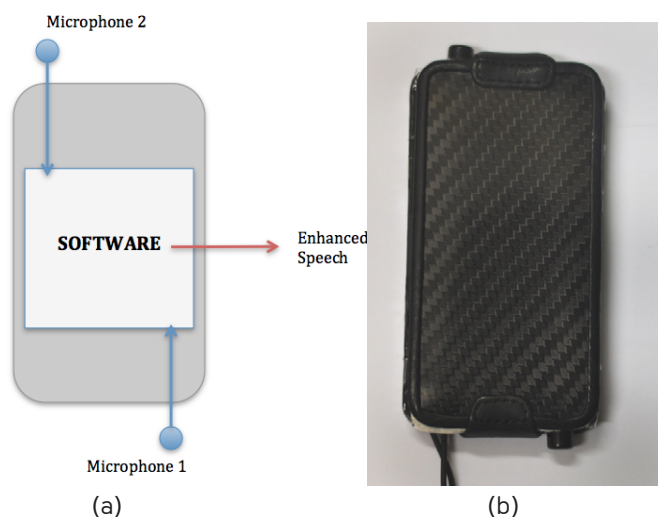 Microphone 2
SOFTWARE
Enhanced
Speech
Microphone 1
(a)
(b)